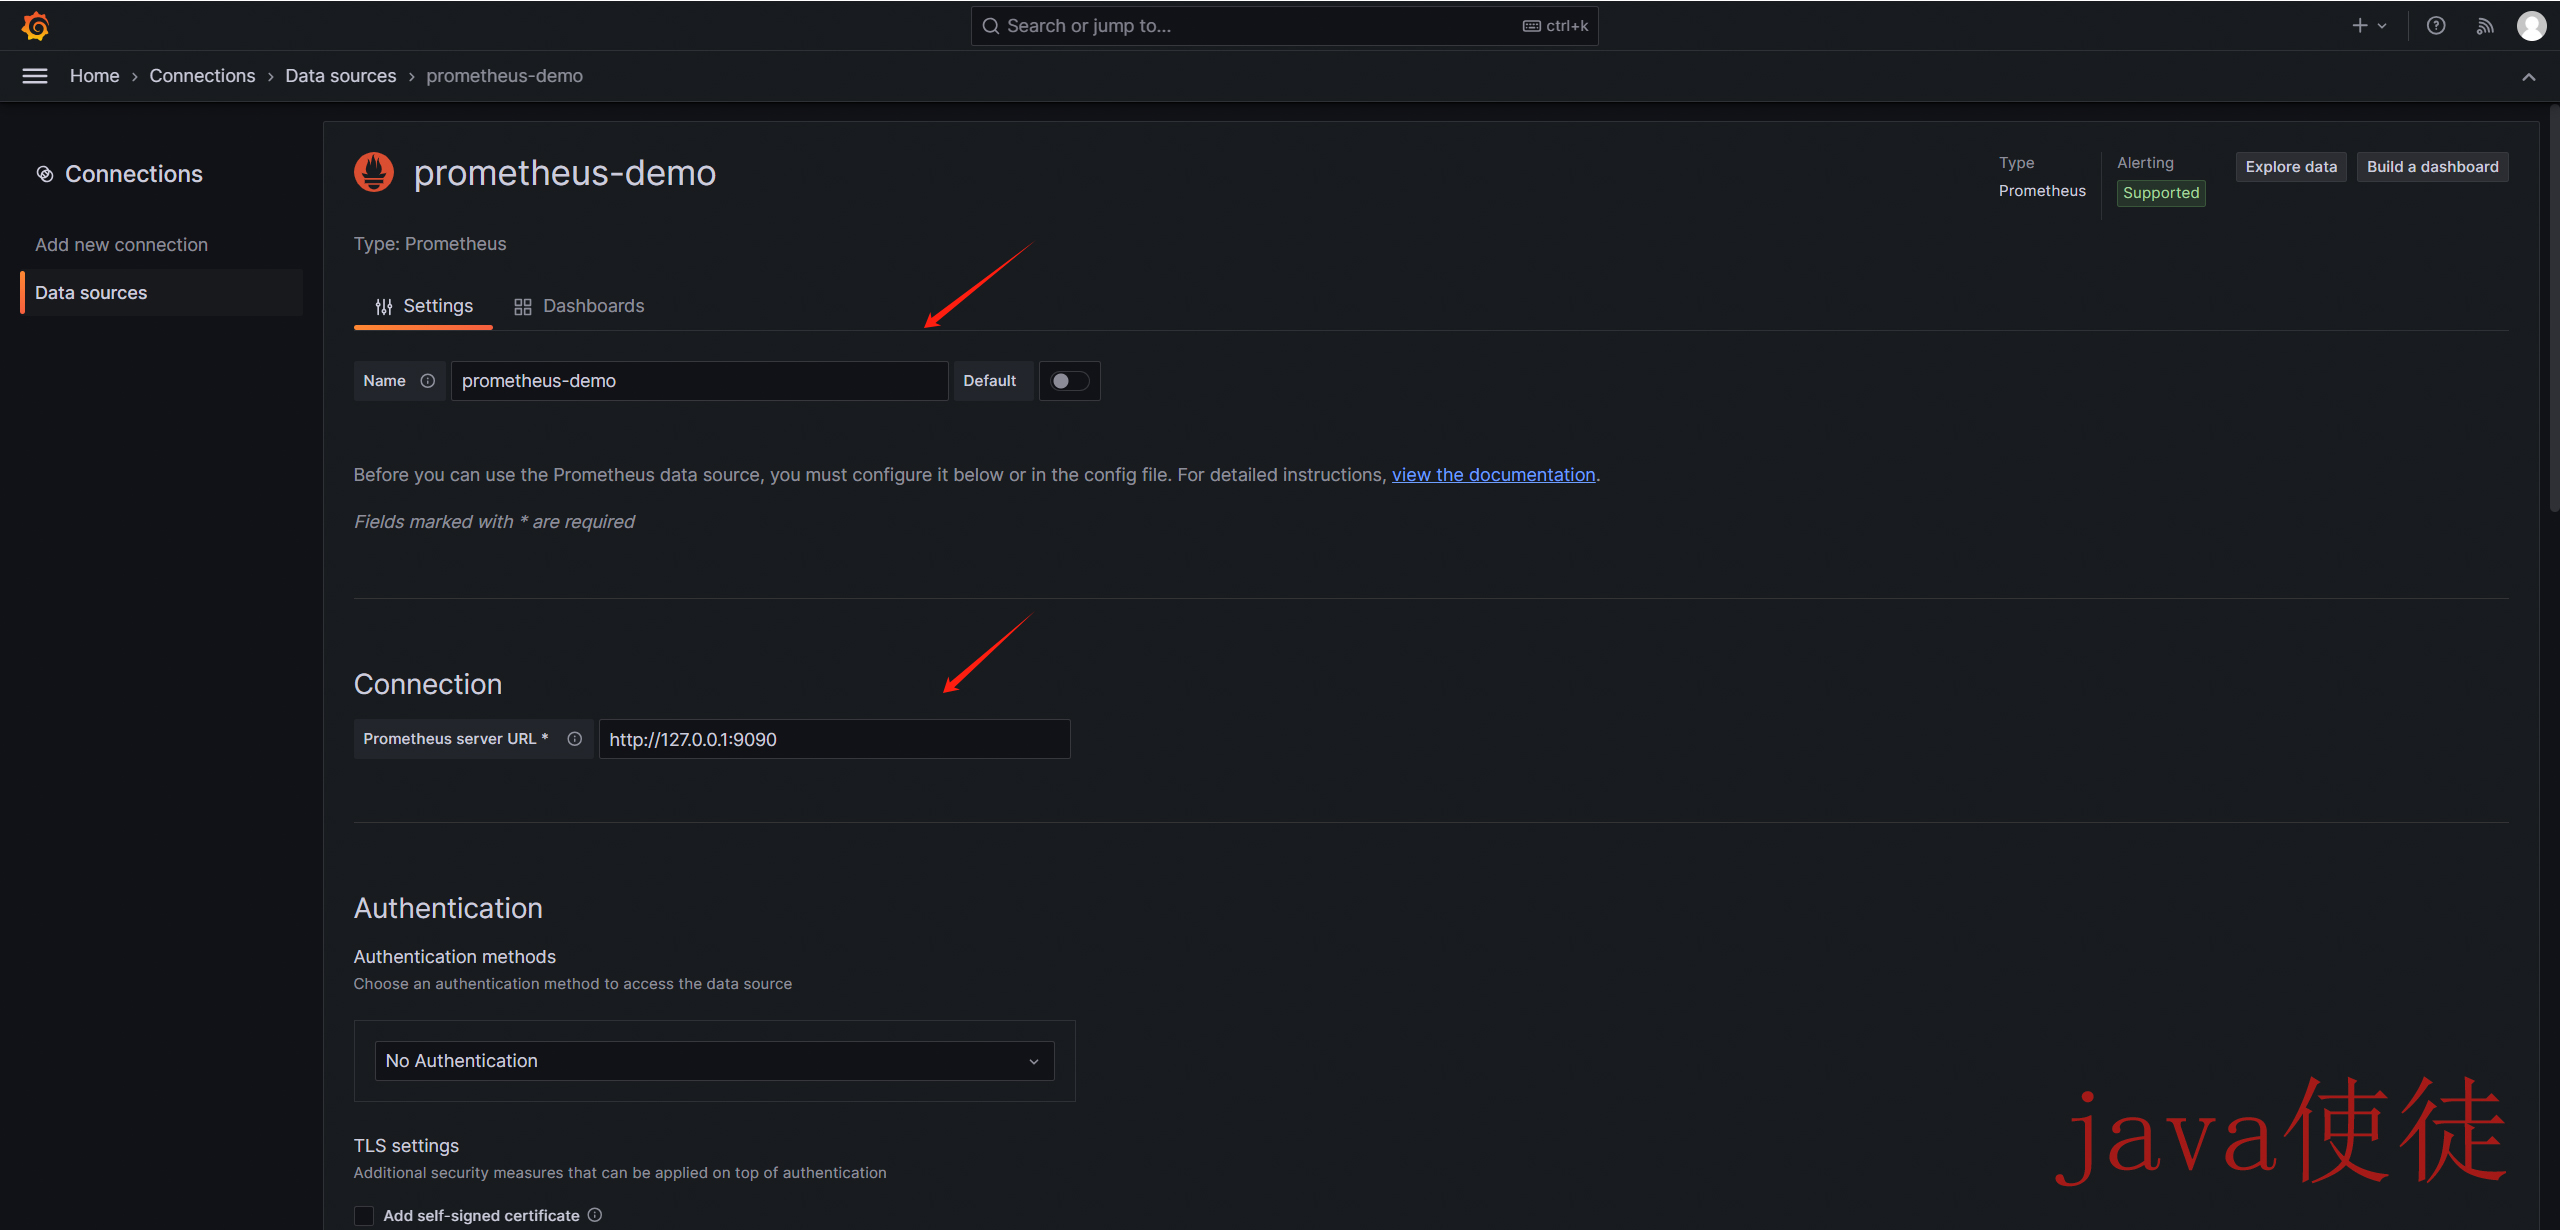 Search or jump to...
ctrl+k
Home › Connections › Data sources › prometheus-demo
Connections
Add new connection
Data sources
prometheus-demo
Type
Prometheus
Alerting
Supported
Explore data
Build a dashboard
Type: Prometheus
Settings
Dashboards
Name
prometheus-demo
Default
Before you can use the Prometheus data source, you must configure it below or in the config file. For detailed instructions, view the documentation.
Fields marked with * are required
Connection
Prometheus server URL *
http://127.0.0.1:9090
Authentication
Authentication methods
Choose an authentication method to access the data source
No Authentication
TLS settings
Additional security measures that can be applied on top of authentication
Add self-signed certificate
java使徒